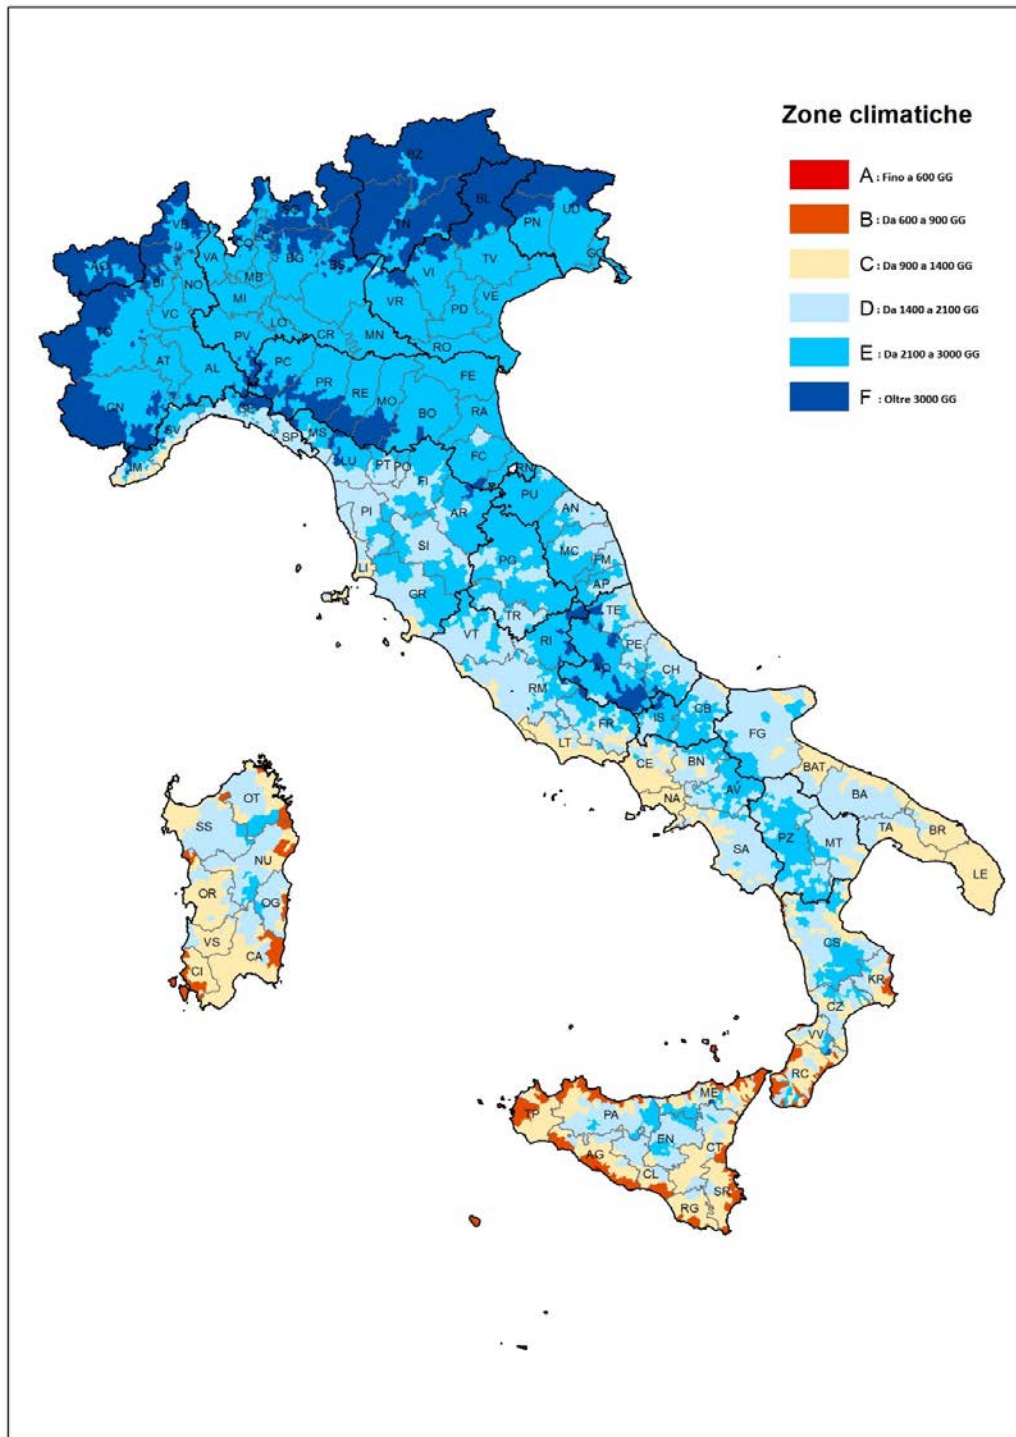 Zone climatiche
A : Fino a 600 GG
B : Da 600 a 900 GG
C : Da 900 a 1400 GG
D : Da 1400 a 2100 GG
E : Da 2100 a 3000 GG
F : Oltre 3000 GG
BZ
SO BL
VB TN UD
PN
AO CO LC BG BS TV GO
VA MB VI
BI NO VR VE
TO VC MI PD
LO
PV CR MN RO
AT AL PC FE
PR RE MO
CN BO RA
SV GE
SP MS FC
IM LU PT PO RN
FI PU
PI AR AN
SI MC
PG FM
LI AP
GR TE
TR
VT RI PE
AQ CH
RM CB
IS
FR FG
LT CE BN BAT
OT NA AV BA
SS TA BR
PZ MT
NU SA LE
OR OG
VS CS
CI CA KR
CZ
VV
RC
ME
TP PA
EN
AG CT
CL SR
RG